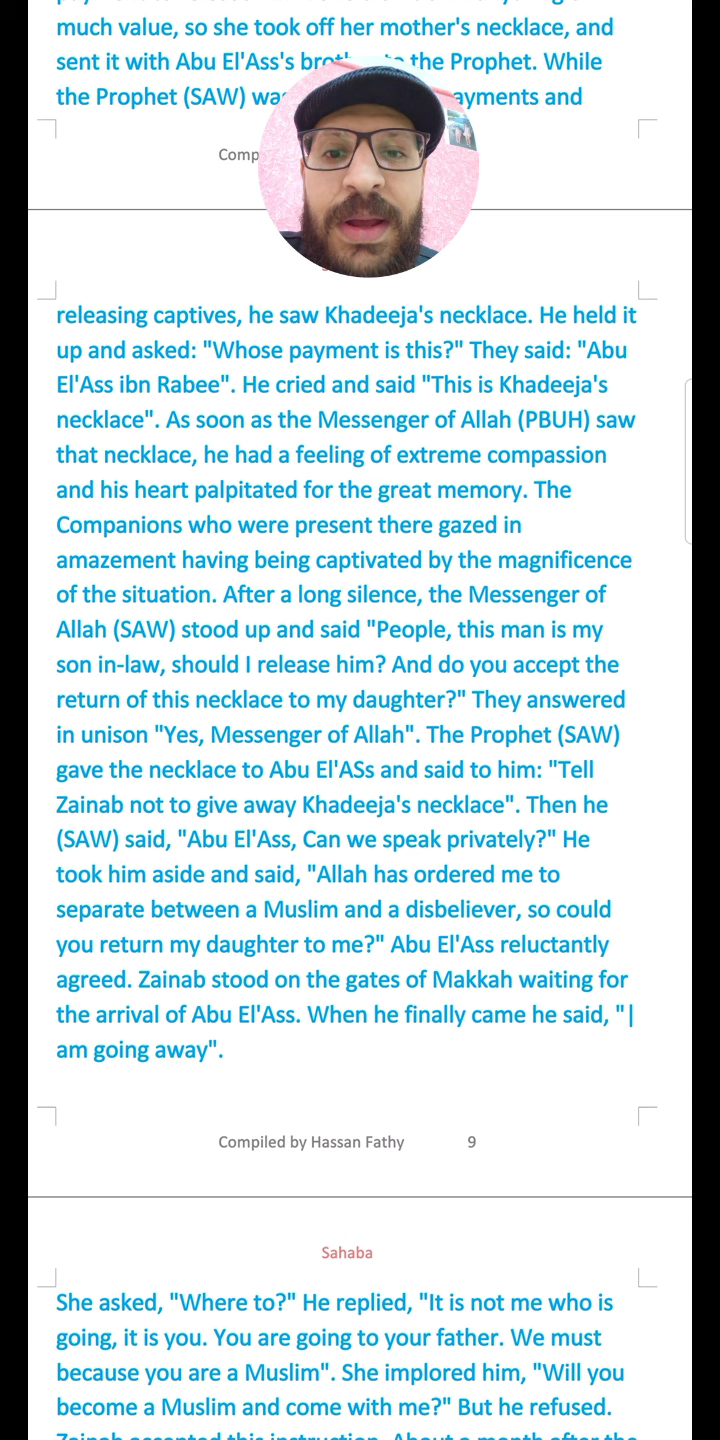 much value, so she took off her mother's necklace, and
sent it with Abu El'Ass's to the Prophet. While
the Prophet (SAW) was ayments and
Comp
releasing captives, he saw Khadeeja's necklace. He held it
up and asked: "Whose payment is this?" They said: "Abu
El'Ass ibn Rabee". He cried and said "This is Khadeeja's
necklace". As soon as the Messenger of Allah (PBUH) saw
that necklace, he had a feeling of extreme compassion
and his heart palpitated for the great memory. The
Companions who were present there gazed in
amazement having being captivated by the magnificence
of the situation. After a long silence, the Messenger of
Allah (SAW) stood up and said "People, this man is my
son in-law, should I release him? And do you accept the
return of this necklace to my daughter?" They answered
in unison "Yes, Messenger of Allah". The Prophet (SAW)
gave the necklace to Abu El'ASs and said to him: "Tell
Zainab not to give away Khadeeja's necklace". Then he
(SAW) said, "Abu El'Ass, Can we speak privately?" He
took him aside and said, "Allah has ordered me to
separate between a Muslim and a disbeliever, so could
you return my daughter to me?" Abu El'Ass reluctantly
agreed. Zainab stood on the gates of Makkah waiting for
the arrival of Abu El'Ass. When he finally came he said, "|
am going away".
Compiled by Hassan Fathy 9
Sahaba
She asked, "Where to?" He replied, "It is not me who is
going, it is you. You are going to your father. We must
because you are a Muslim". She implored him, "Will you
become a Muslim and come with me?" But he refused.
Zainab accepted this instruction. About a month after the